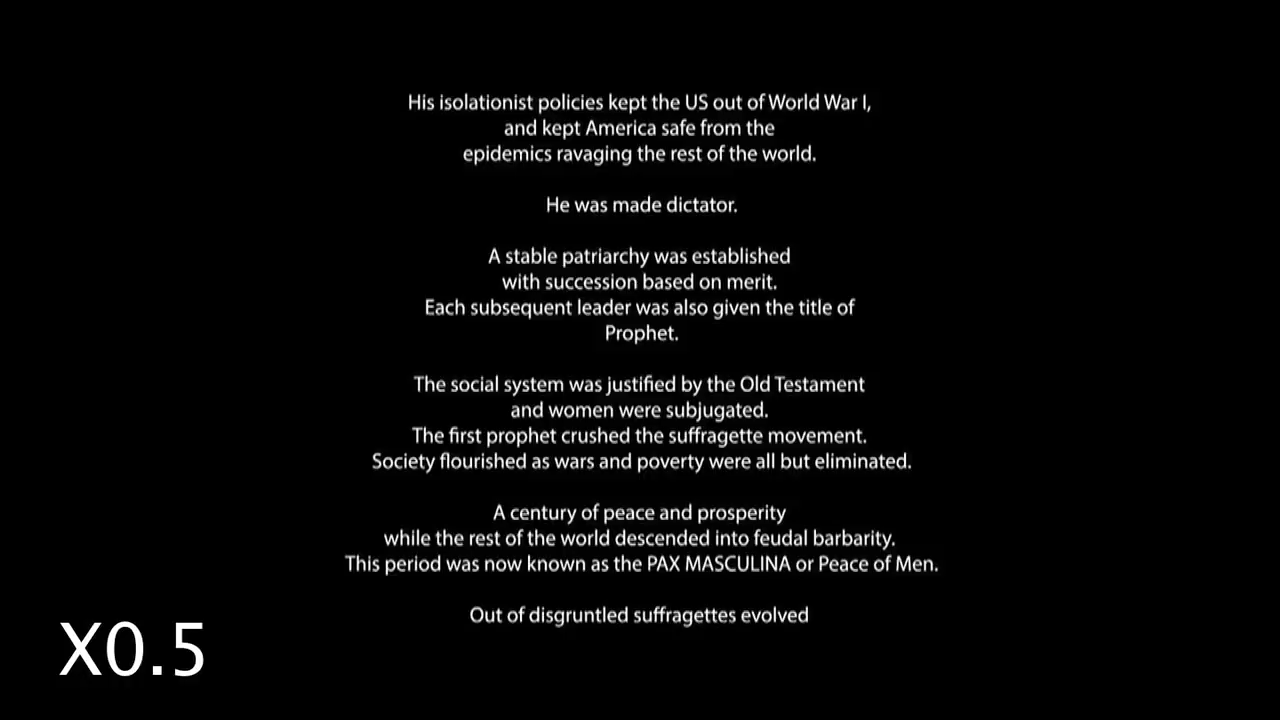 His isolationist policies kept the US out of World War I,
and kept America safe from the
epidemics ravaging the rest of the world.
He was made dictator.
A stable patriarchy was established
with succession based on merit.
Each subsequent leader was also given the title of
Prophet.
The social system was justified by the Old Testament
and women were subjugated.
The first prophet crushed the suffragette movement.
Society flourished as wars and poverty were all but eliminated.
A century of peace and prosperity
while the rest of the world descended into feudal barbarity.
This period was now known as the PAX MASCULINA or Peace of Men.
Out of disgruntled suffragettes evolved
X0.5